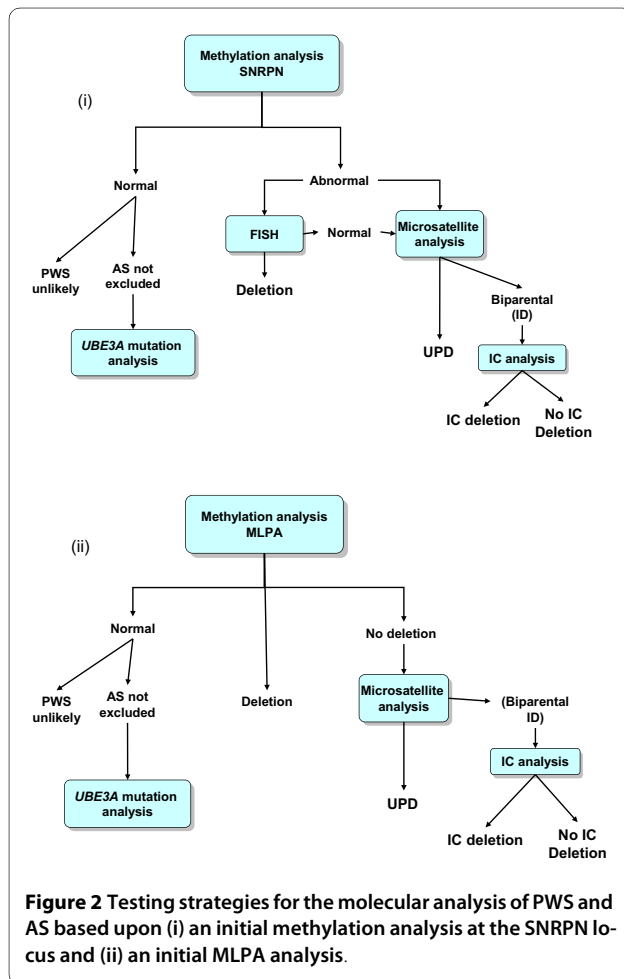 Methylation analysis
SNRPN
(i)
Normal
Abnormal
PWS
unlikely
AS not
excluded
UBE3A mutation
analysis
FISH
Normal
Microsatellite
analysis
Deletion
UPD
Biparental
(ID)
IC analysis
IC deletion
No IC
Deletion
Methylation analysis
MLPA
(ii)
Normal
PWS
unlikely
AS not
excluded
UBE3A mutation
analysis
Deletion
No deletion
Microsatellite
analysis
UPD
(Biparental
ID)
IC analysis
IC deletion
No IC
Deletion
Figure 2 Testing strategies for the molecular analysis of PWS and
AS based upon (i) an initial methylation analysis at the SNRPN lo-
cus and (ii) an initial MLPA analysis.